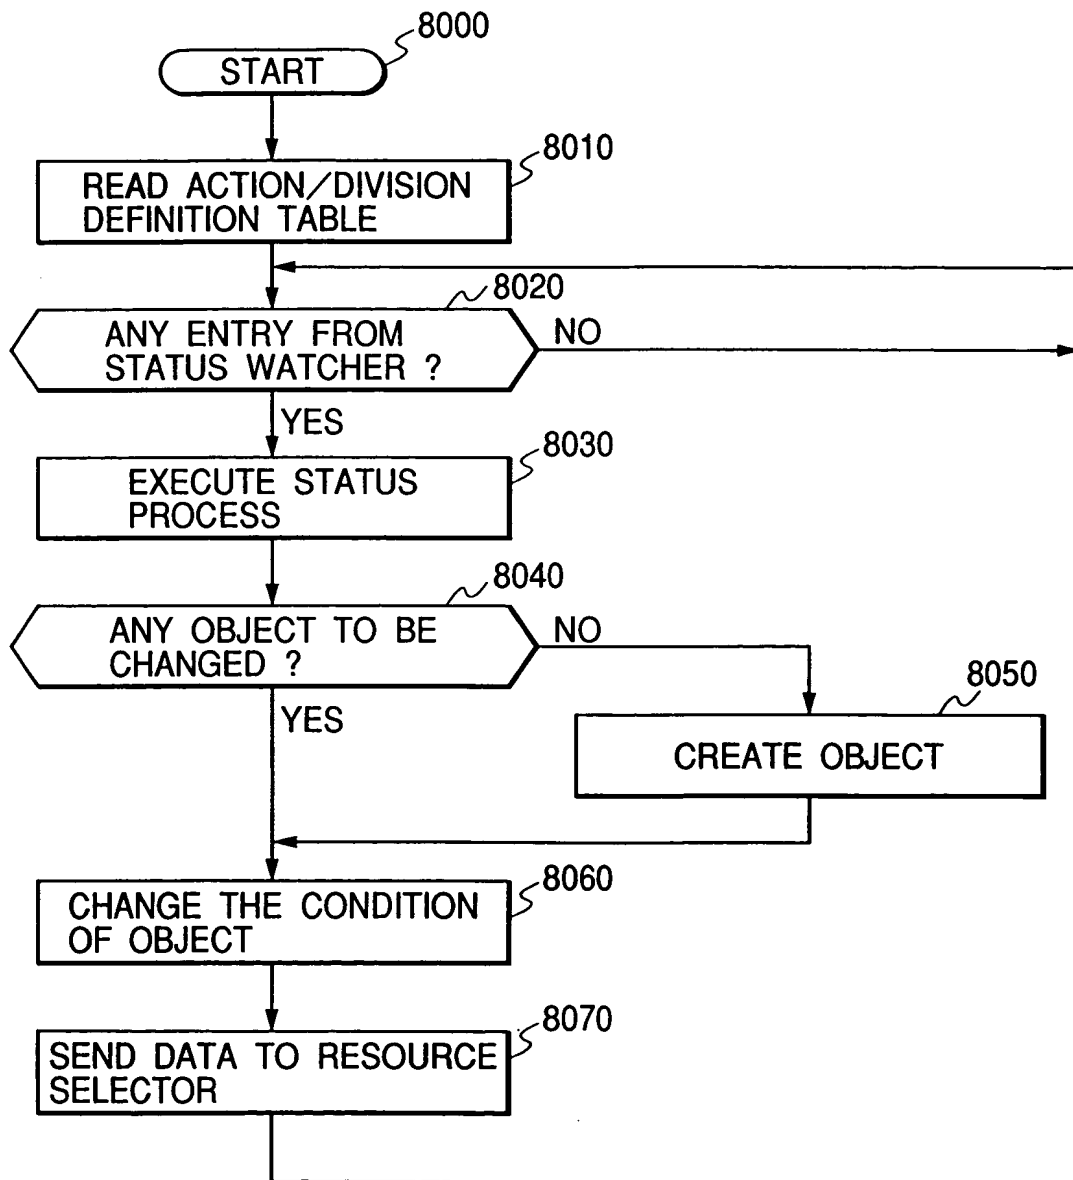 8000
START
8010
READ ACTION/DIVISION
DEFINITION TABLE
8020
ANY ENTRY FROM
STATUS WATCHER ?
NO
YES
8030
EXECUTE STATUS
PROCESS
8040
ANY OBJECT TO BE
CHANGED ?
NO
YES
8050
CREATE OBJECT
8060
CHANGE THE CONDITION
OF OBJECT
8070
SEND DATA TO RESOURCE
SELECTOR